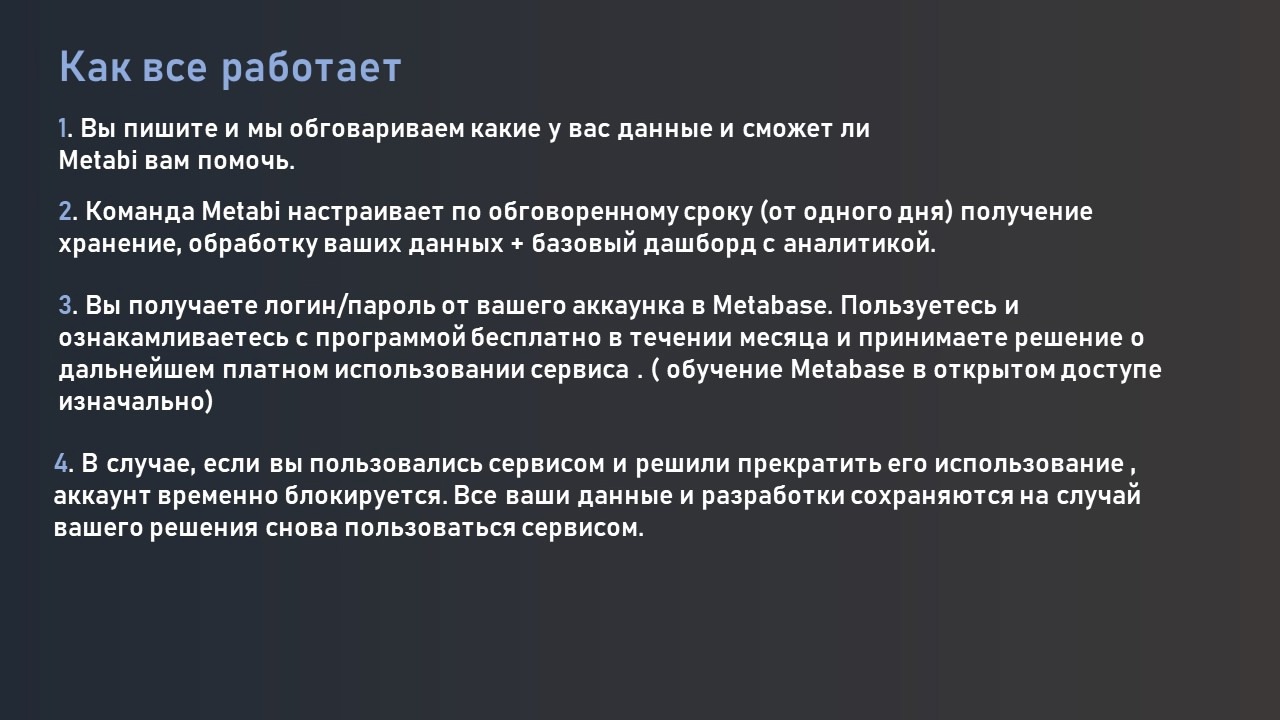 Как все работает
1. Вы пишите и мы обговариваем какие у вас данные и сможет ли
Metabi вам помочь.
2. Команда Metabi настраивает по обговоренному сроку (от одного дня) получение
хранение, обработку ваших данных + базовый дашборд с аналитикой.
3. Вы получаете логин/пароль от вашего аккаунка в Metabase. Пользуетесь и
ознакамливаетесь с программой бесплатно в течении месяца и принимаете решение о
дальнейшем платном использовании сервиса . ( обучение Metabase в открытом доступе
изначально)
4. В случае, если вы пользовались сервисом и решили прекратить его использование ,
аккаунт временно блокируется. Все ваши данные и разработки сохраняются на случай
вашего решения снова пользоваться сервисом.